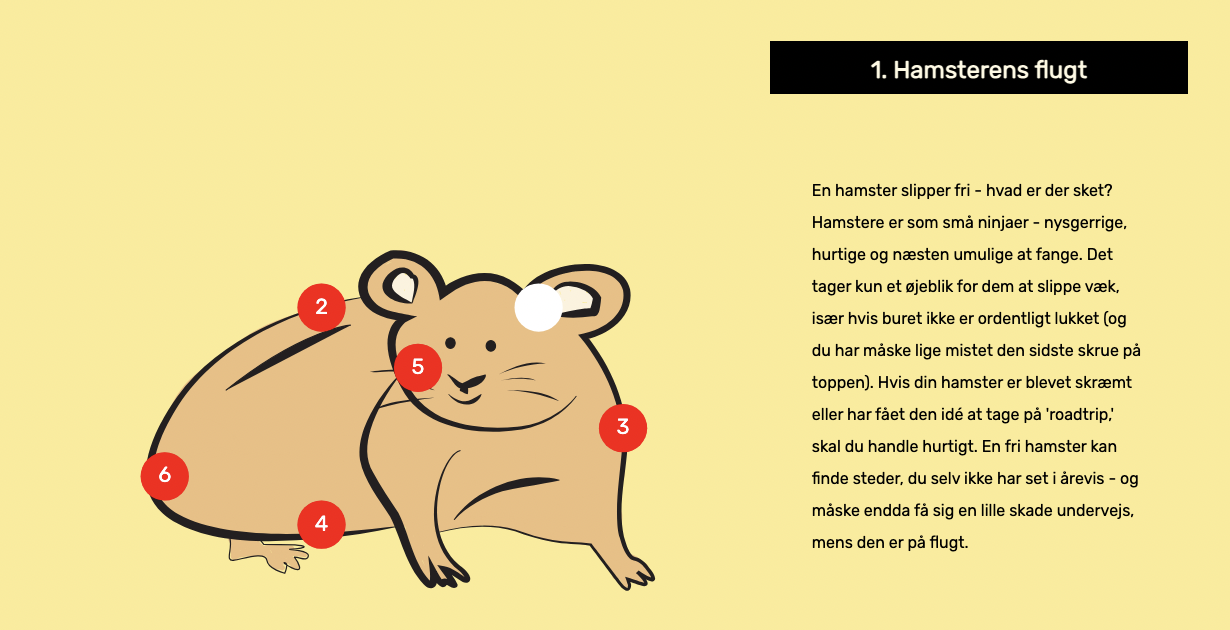 1. Hamsterens flugt
En hamster slipper fri - hvad er der sket?
Hamstere er som små ninjaer - nysgerrige,
hurtige og næsten umulige at fange. Det
tager kun et øjeblik for dem at slippe væk,
især hvis buret ikke er ordentligt lukket (og
du har måske lige mistet den sidste skrue på
toppen). Hvis din hamster er blevet skræmt
eller har fået den idé at tage på 'roadtrip,'
skal du handle hurtigt. En fri hamster kan
finde steder, du selv ikke har set i årevis - og
måske endda få sig en lille skade undervejs,
mens den er på flugt.
2
5
3
6
4